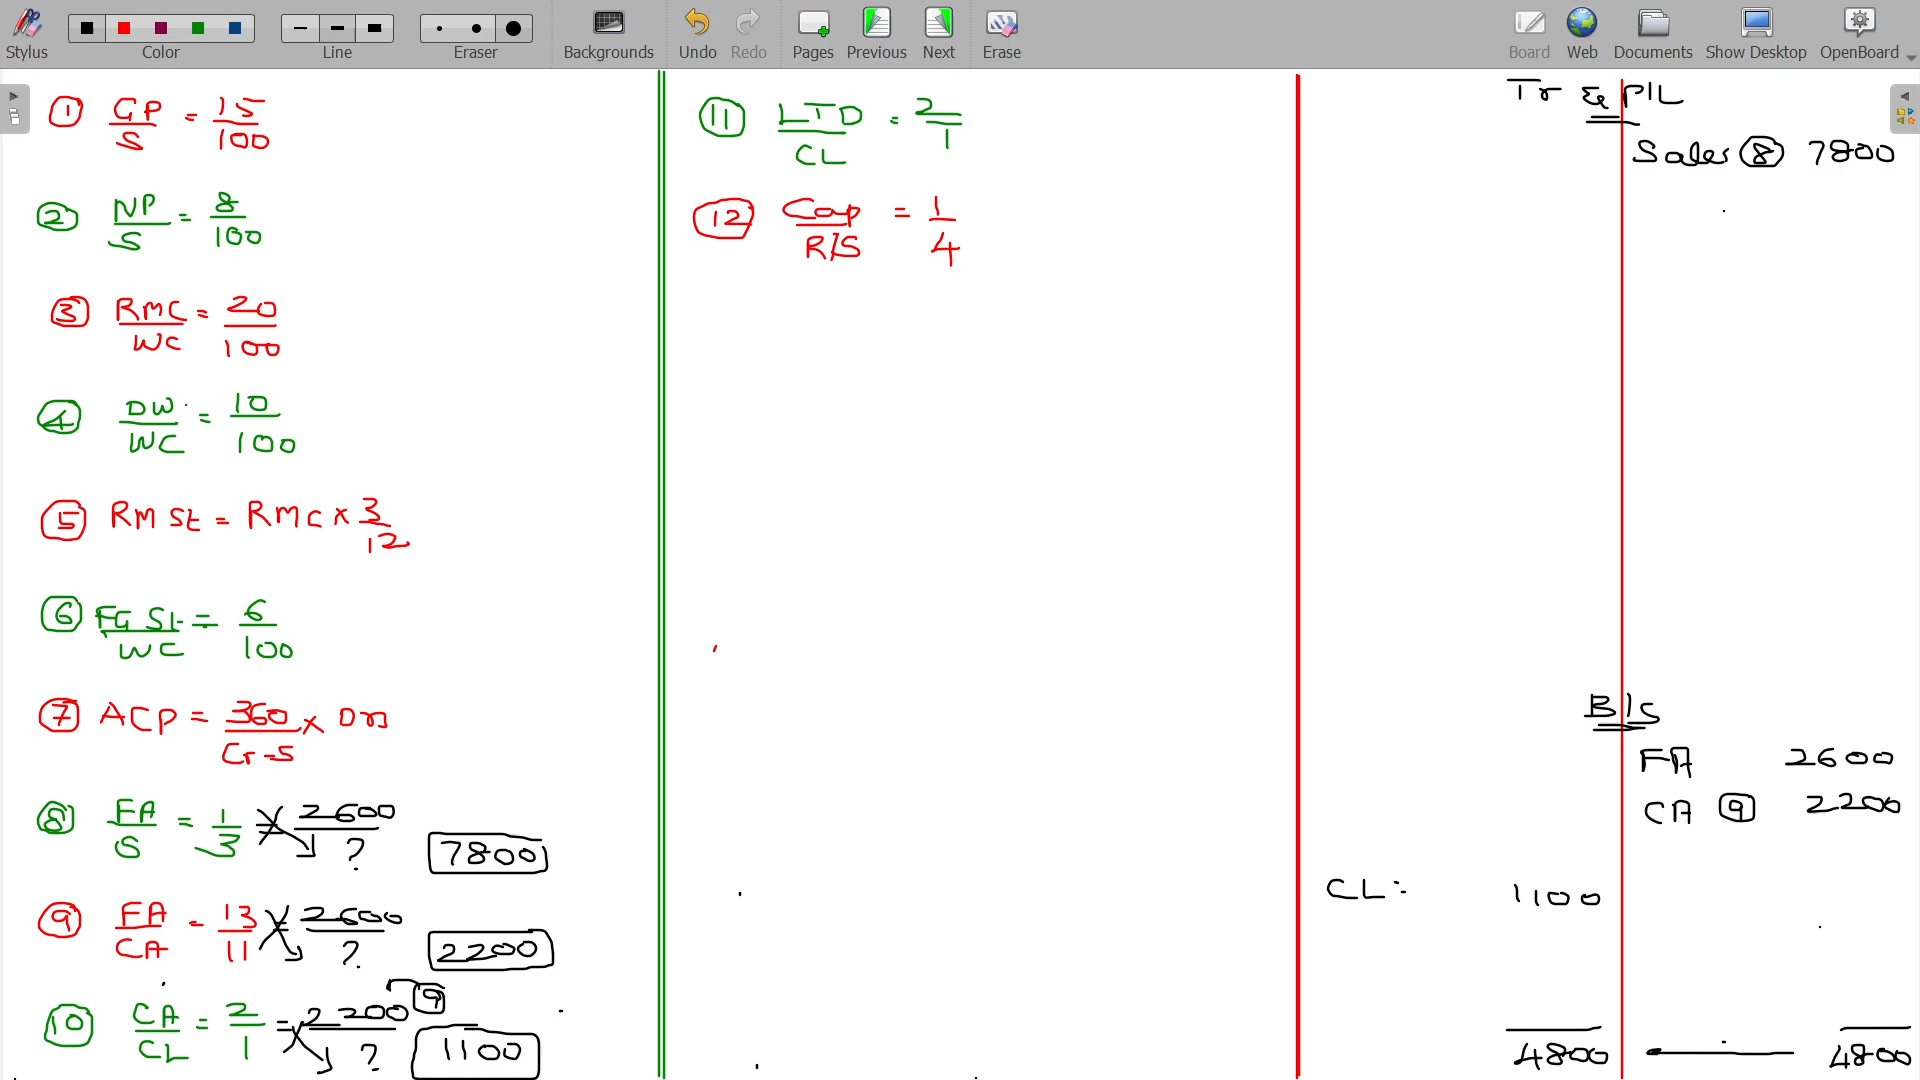 Stylus
Color
Line
Eraser
Backgrounds
Undo
Redo
Pages
Previous
Next
Erase
Board
Web
Documents
Show Desktop
OpenBoard
① GP/S = 15/100
② NP/S = 8/100
③ RMC/WC = 20/100
④ DW/WC = 10/100
⑤ RM St = RMC × 3/12
⑥ FG St/WC = 6/100
⑦ ACP = 360/Cr-S × Drs
⑧ FA/S = 1/3 = 2600/? 7800
⑨ FA/CA = 13/11 = 2600/? 2200
⑩ CA/CL = 2/1 = 2200 ⑨/? 1100
⑪ LTD/CL = 2/1
⑫ Cap/R/S = 1/4
Tr & P/L
Sales ⑧ 7800
B/S
FA 2600
CA ⑨ 2200
CL: 1100
4800 4800